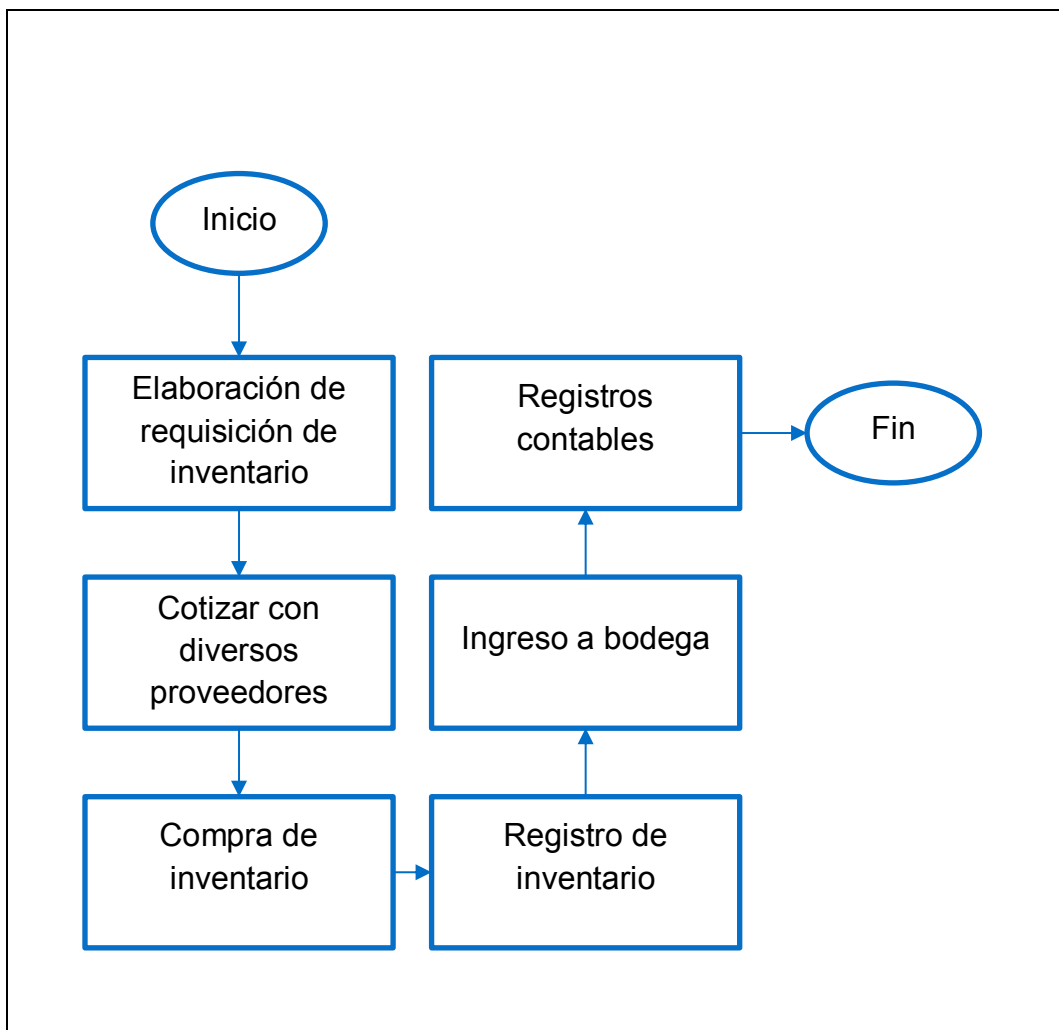 Inicio
Elaboración de
requisición de
inventario
Cotizar con
diversos
proveedores
Compra de
inventario
Registro de
inventario
Ingreso a bodega
Registros
contables
Fin